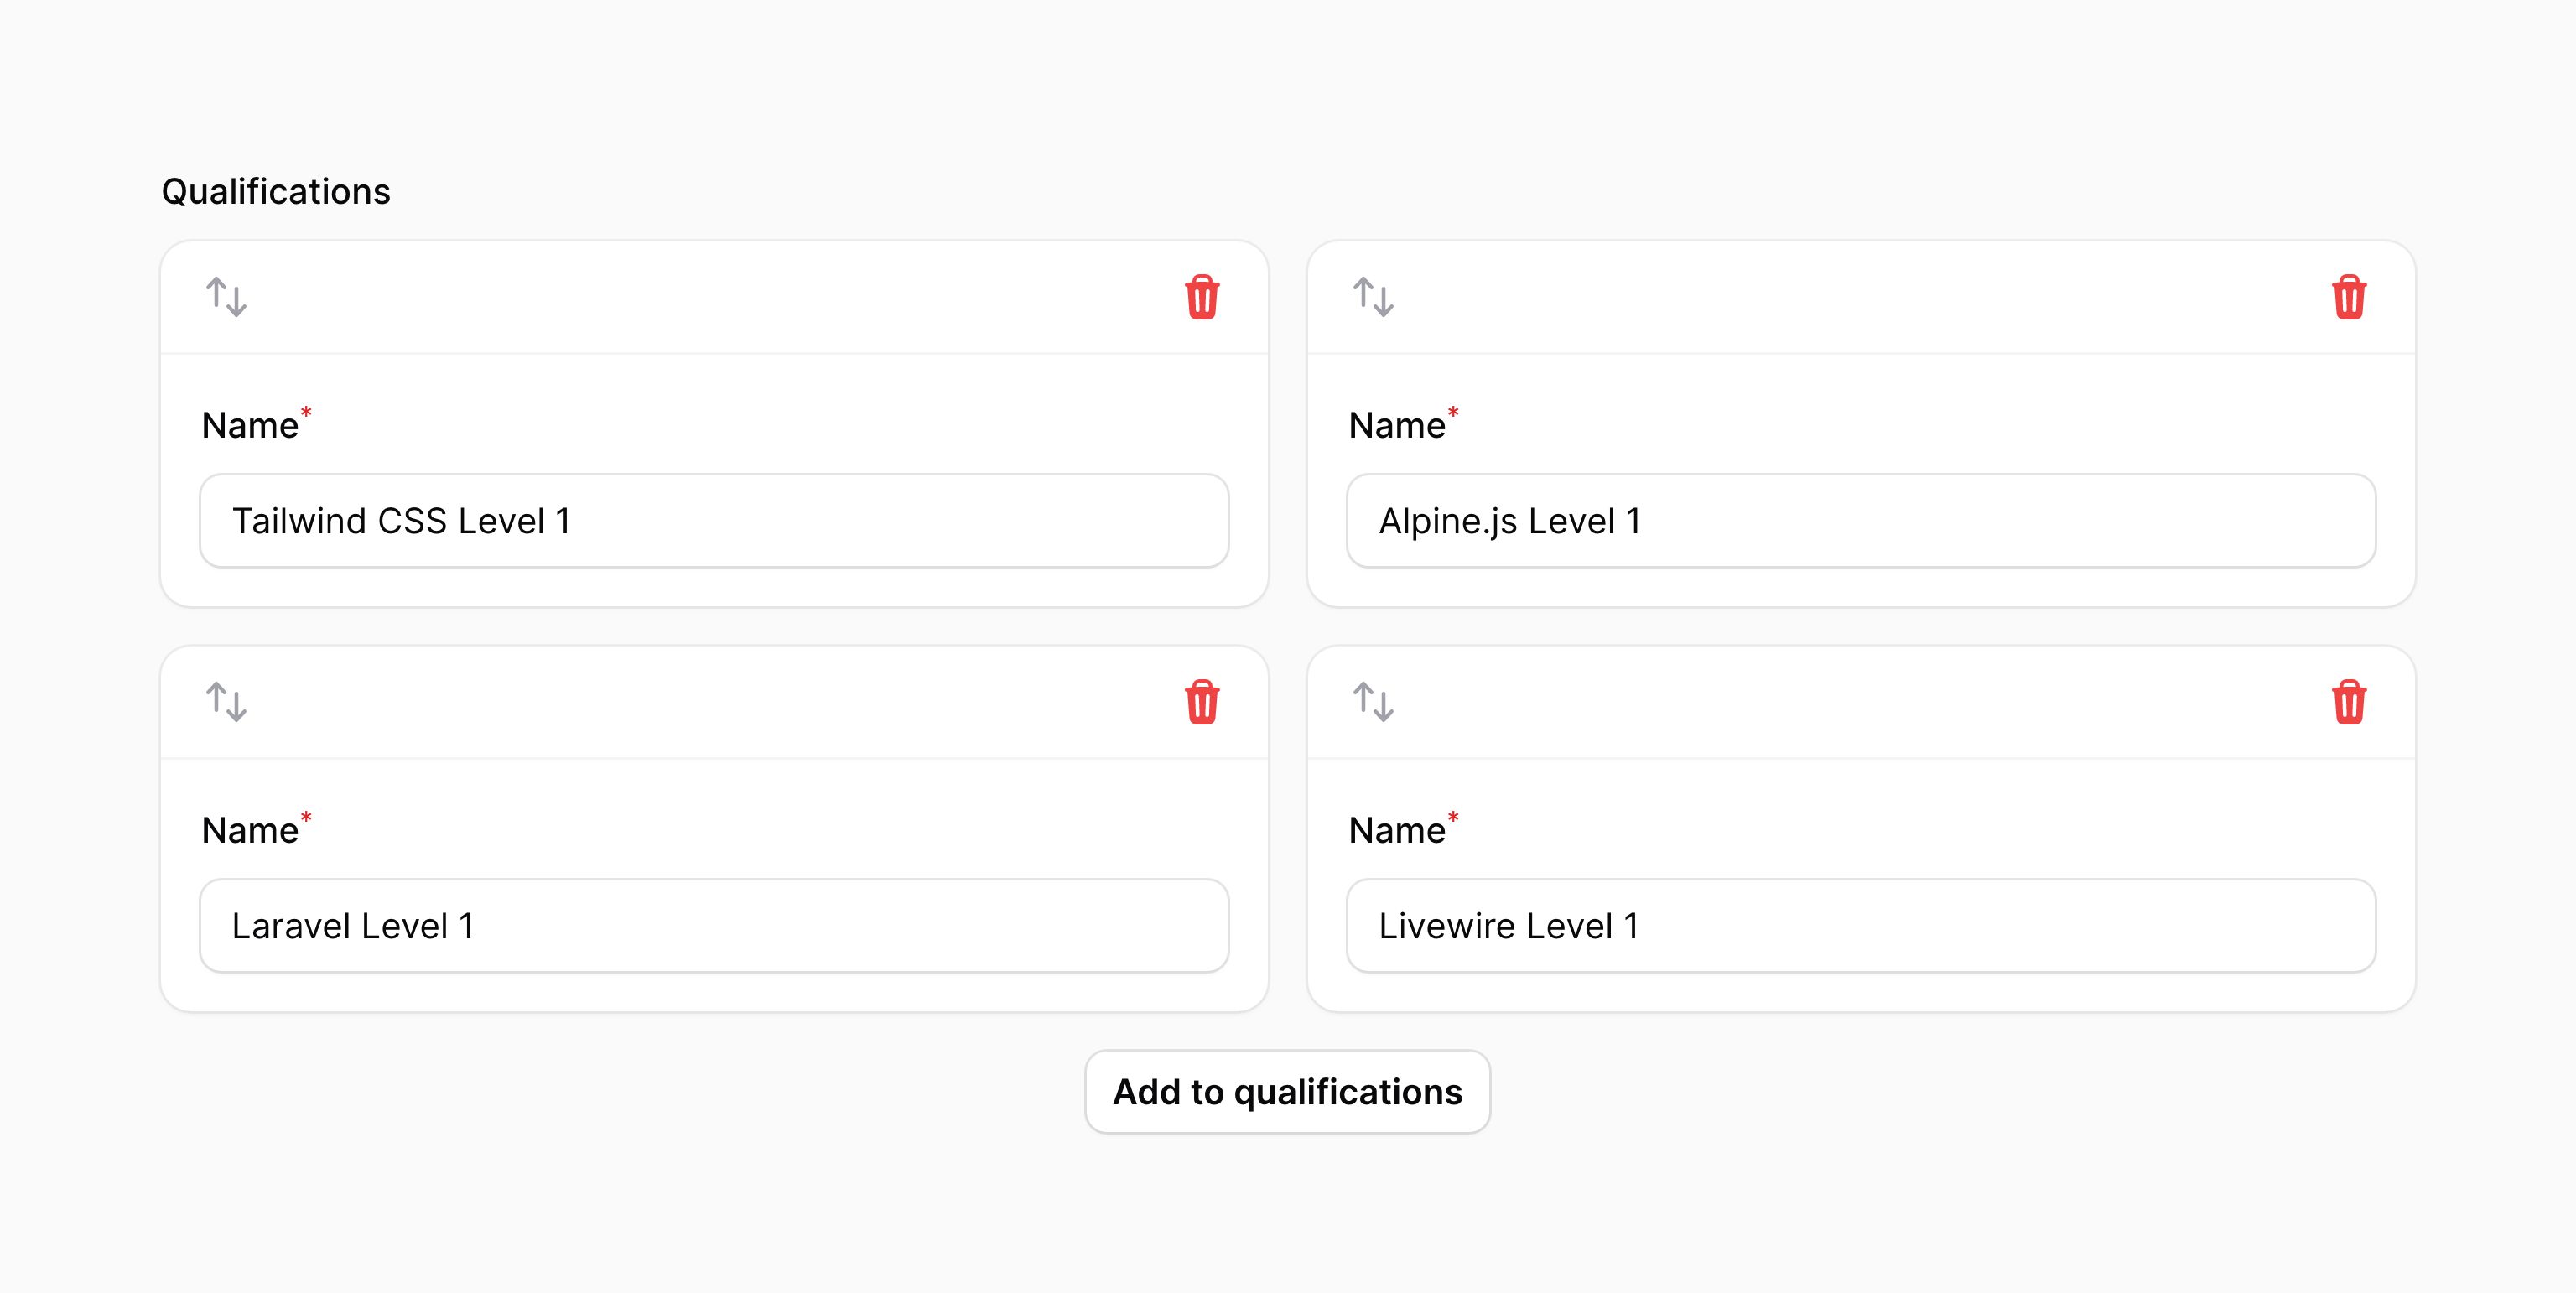 Qualifications
Name*
Tailwind CSS Level 1
Name*
Alpine.js Level 1
Name*
Laravel Level 1
Name*
Livewire Level 1
Add to qualifications